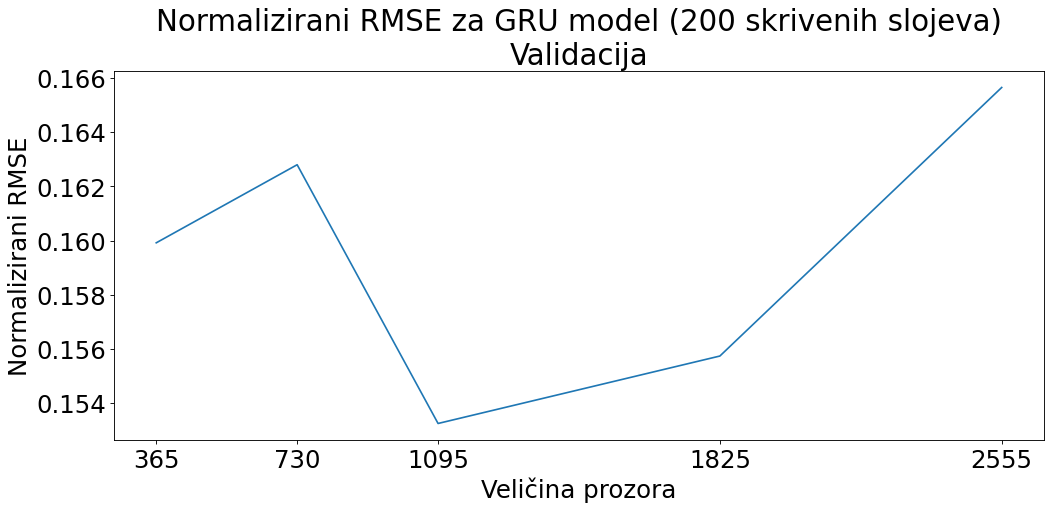 Normalizirani RMSE za GRU model (200 skrivenih slojeva)
Validacija
Normalizirani RMSE
0.166
0.164
0.162
0.160
0.158
0.156
0.154
365 730 1095 1825 2555
Veličina prozora